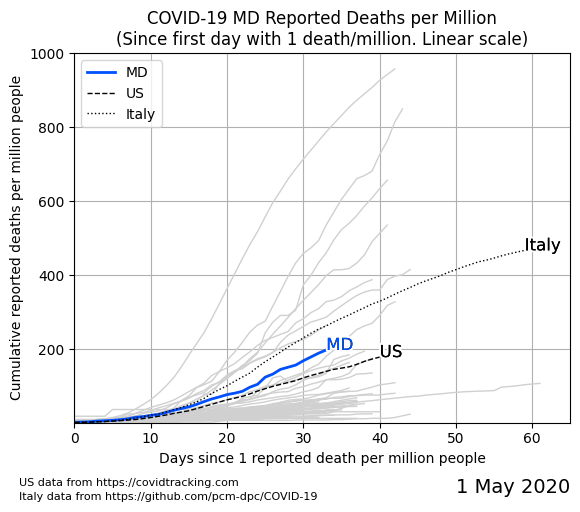 COVID-19 MD Reported Deaths per Million
(Since first day with 1 death/million. Linear scale)
Cumulative reported deaths per million people
1000
800
600
400
200
MD
US
Italy
Italy
MD
US
0
10
20
30
40
50
60
Days since 1 reported death per million people
US data from https://covidtracking.com
Italy data from https://github.com/pcm-dpc/COVID-19
1 May 2020